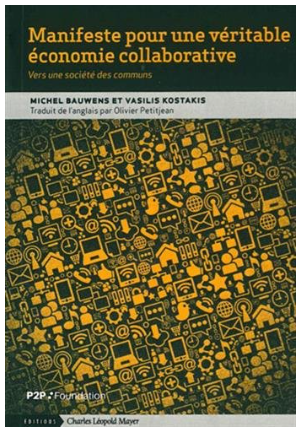 Manifeste pour une véritable
économie collaborative
Vers une société des communs
MICHEL BAUWENS ET VASILIS KOSTAKIS
Traduit de l'anglais par Olivier Petitjean
P2P Foundation
ÉDITIONS Charles Léopold Mayer